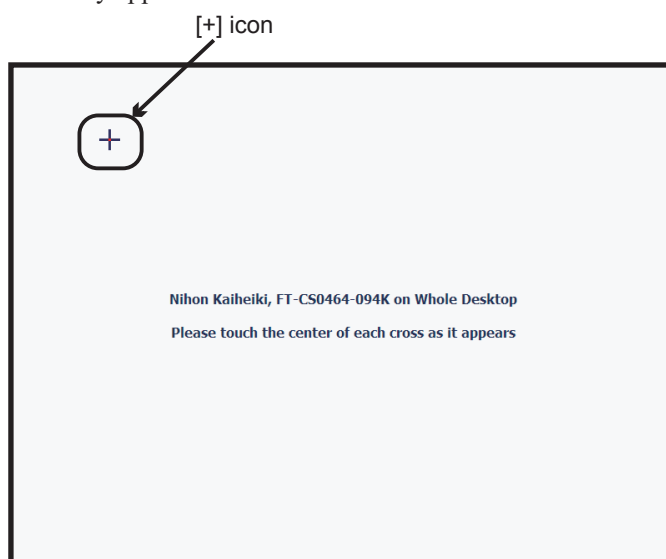 [+] icon
Nihon Kaiheiki, FT-CS0464-094K on Whole Desktop
Please touch the center of each cross as it appears